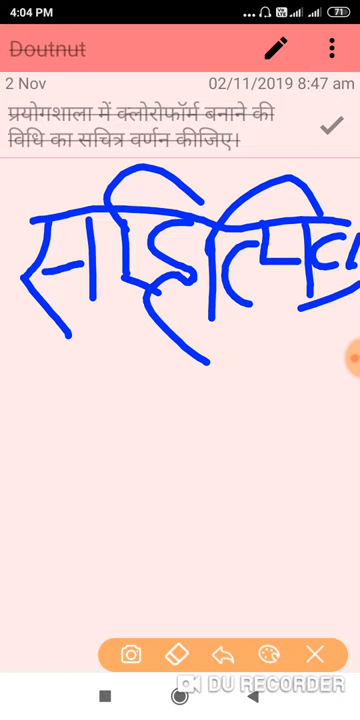 4:04 PM
71
Doutnut
2 Nov
02/11/2019 8:47 am
प्रयोगशाला में क्लोरोफॉर्म बनाने की
विधि का सचित्र वर्णन कीजिए।
DU RECORDER